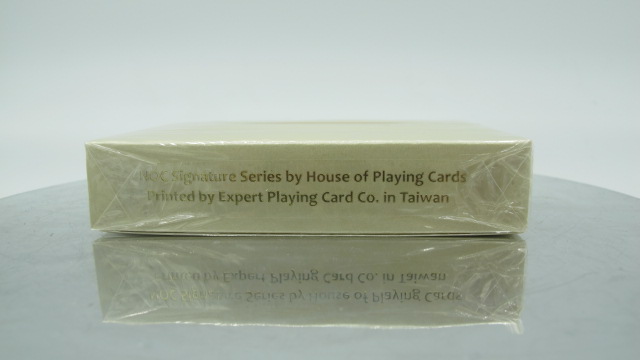 Signature Series by House of Playing Cards
Printed by Expert Playing Card Co. in Taiwan